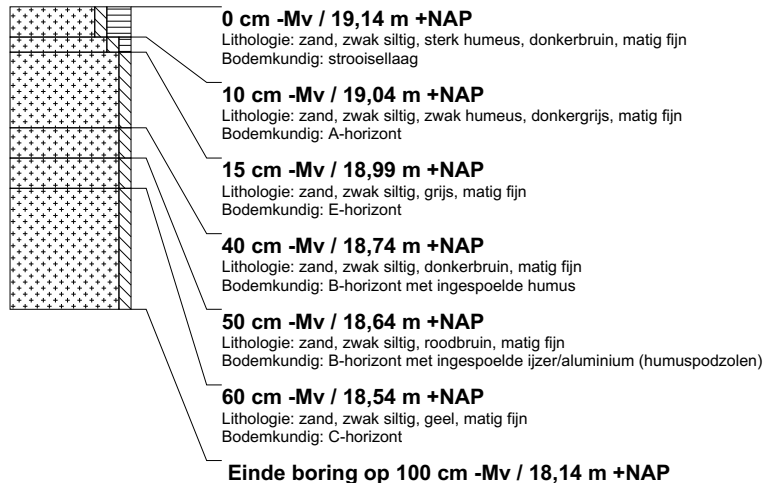 0 cm -Mv / 19,14 m +NAP
Lithologie: zand, zwak siltig, sterk humeus, donkerbruin, matig fijn
Bodemkundig: strooisellaag
10 cm -Mv / 19,04 m +NAP
Lithologie: zand, zwak siltig, zwak humeus, donkergrijs, matig fijn
Bodemkundig: A-horizont
15 cm -Mv / 18,99 m +NAP
Lithologie: zand, zwak siltig, grijs, matig fijn
Bodemkundig: E-horizont
40 cm -Mv / 18,74 m +NAP
Lithologie: zand, zwak siltig, donkerbruin, matig fijn
Bodemkundig: B-horizont met ingespoelde humus
50 cm -Mv / 18,64 m +NAP
Lithologie: zand, zwak siltig, roodbruin, matig fijn
Bodemkundig: B-horizont met ingespoelde ijzer/aluminium (humuspodzolen)
60 cm -Mv / 18,54 m +NAP
Lithologie: zand, zwak siltig, geel, matig fijn
Bodemkundig: C-horizont
Einde boring op 100 cm -Mv / 18,14 m +NAP